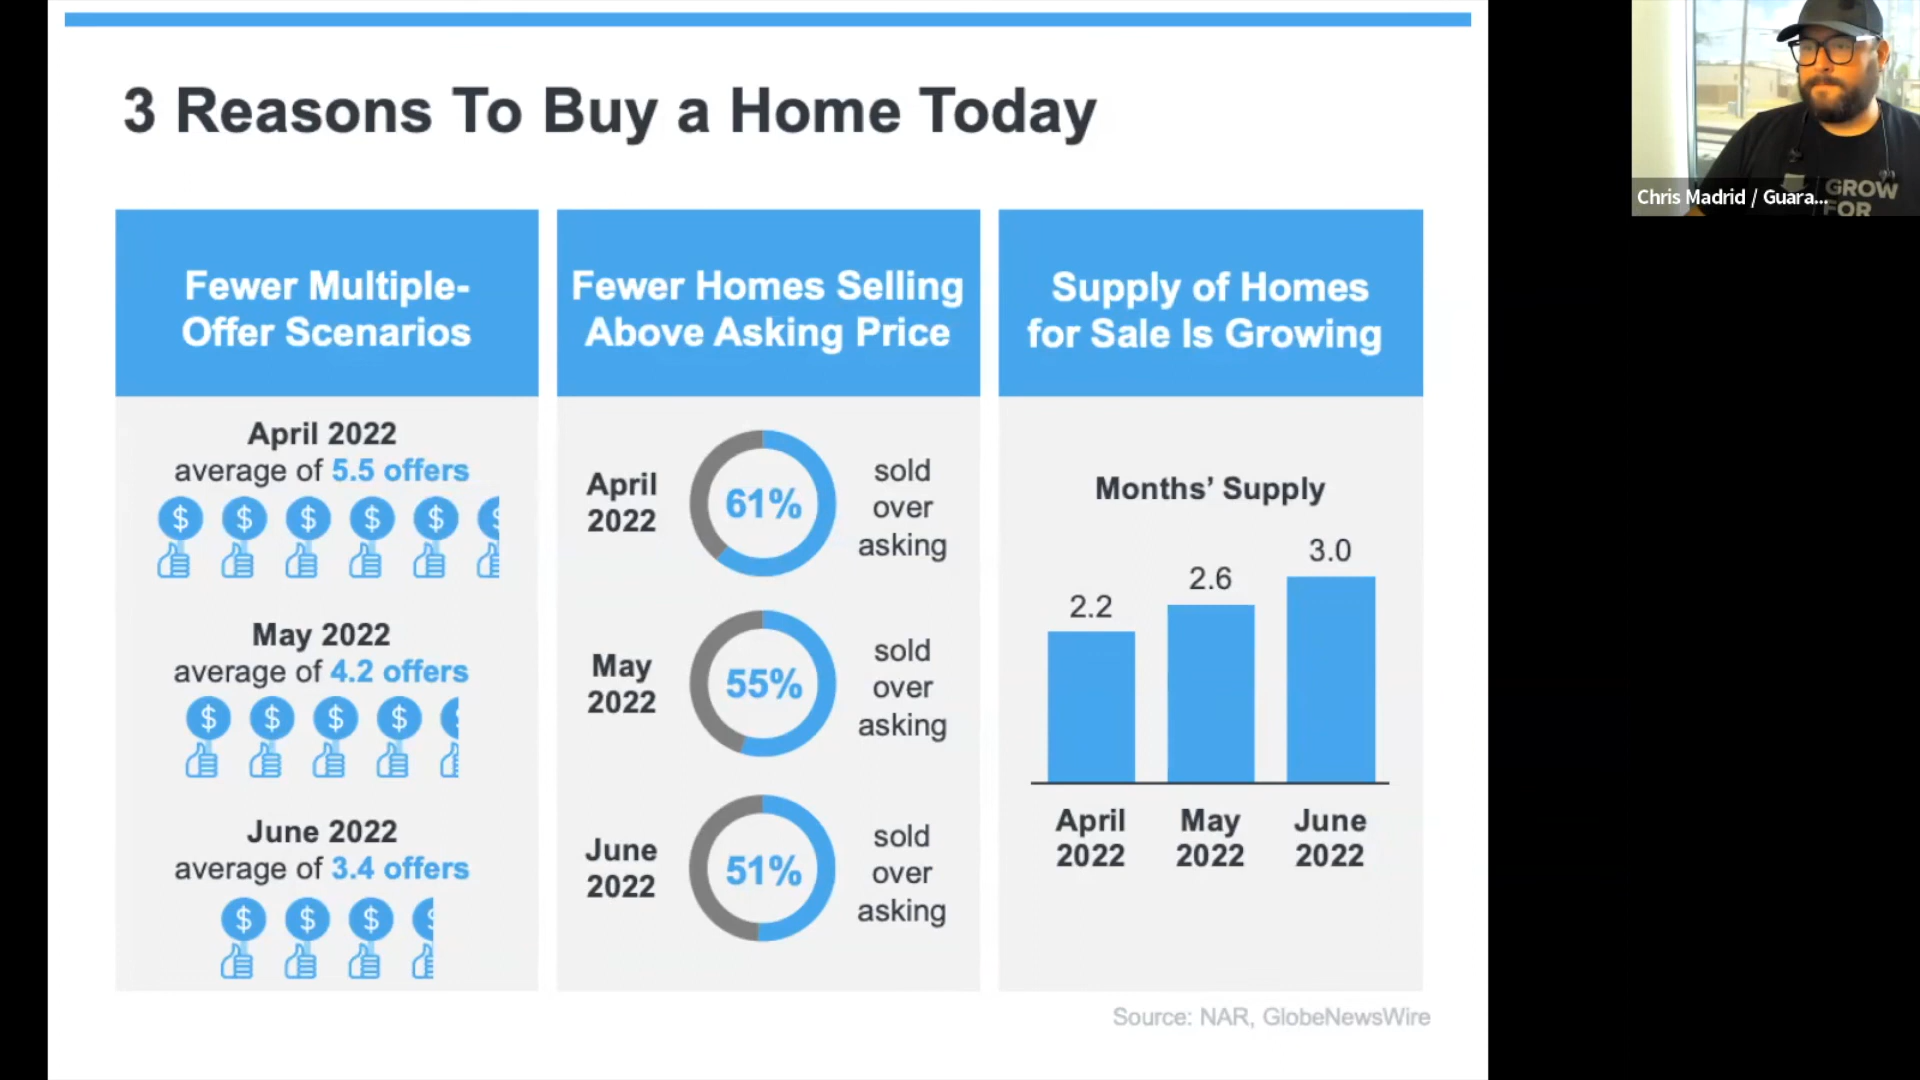 3 Reasons To Buy a Home Today
Fewer Multiple-
Offer Scenarios
April 2022
average of 5.5 offers
$ $ $ $ $ $
May 2022
average of 4.2 offers
$ $ $ $ $
June 2022
average of 3.4 offers
$ $ $ $
Fewer Homes Selling
Above Asking Price
April
2022
61%
sold
over
asking
May
2022
55%
sold
over
asking
June
2022
51%
sold
over
asking
Supply of Homes
for Sale Is Growing
Months’ Supply
2.2
2.6
3.0
April
2022
May
2022
June
2022
Source: NAR, GlobeNewsWire
GROW
FOR
Chris Madrid / Guara...